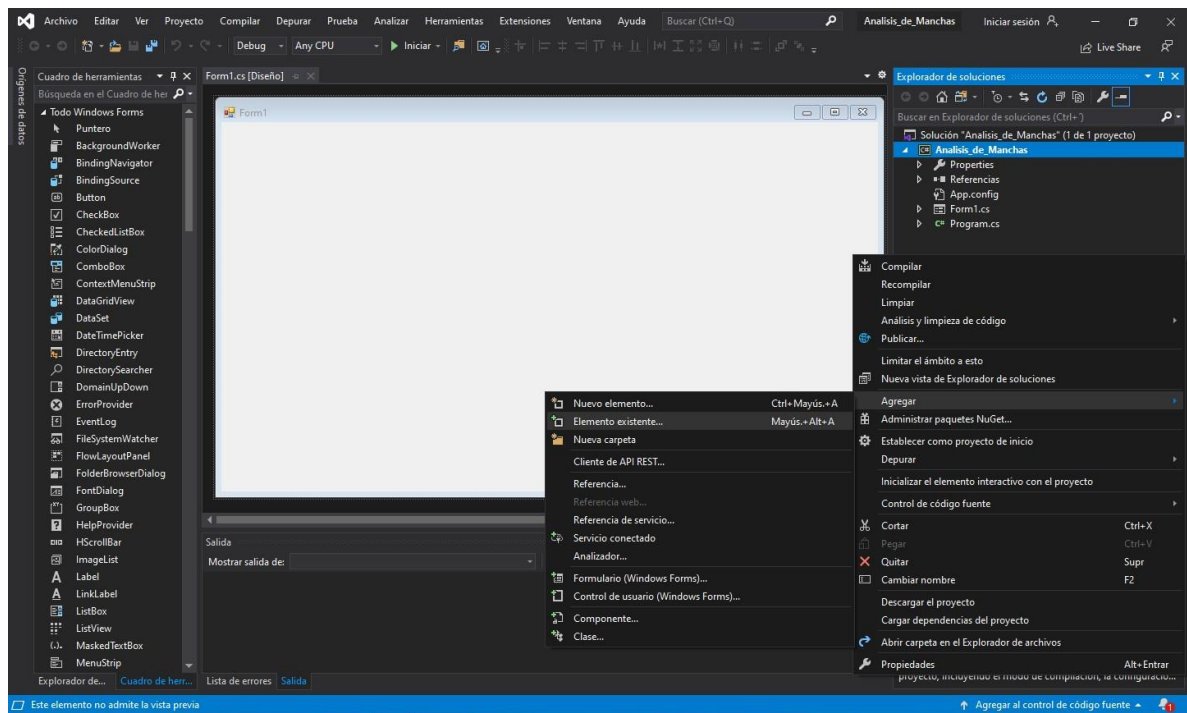 Archivo Editar Ver Proyecto Compilar Depurar Prueba Analizar Herramientas Extensiones Ventana Ayuda Buscar (Ctrl+Q) Analisis_de_Manchas Iniciar sesión
Debug Any CPU Iniciar Live Share
Orígenes de datos
Cuadro de herramientas
Búsqueda en el Cuadro de her
Todo Windows Forms
Puntero
BackgroundWorker
BindingNavigator
BindingSource
Button
CheckBox
CheckedListBox
ColorDialog
ComboBox
ContextMenuStrip
DataGridView
DataSet
DateTimePicker
DirectoryEntry
DirectorySearcher
DomainUpDown
ErrorProvider
EventLog
FileSystemWatcher
FlowLayoutPanel
FolderBrowserDialog
FontDialog
GroupBox
HelpProvider
HScrollBar
ImageList
Label
LinkLabel
ListBox
ListView
MaskedTextBox
MenuStrip
Explorador de... Cuadro de herr...
Form1.cs [Diseño]
Form1
Salida
Mostrar salida de:
Lista de errores Salida
Explorador de soluciones
Buscar en Explorador de soluciones (Ctrl+´)
Solución "Analisis_de_Manchas" (1 de 1 proyecto)
Analisis_de_Manchas
Properties
Referencias
App.config
Form1.cs
Program.cs
Compilar
Recompilar
Limpiar
Análisis y limpieza de código
Publicar...
Limitar el ámbito a esto
Nueva vista de Explorador de soluciones
Agregar
Administrar paquetes NuGet...
Establecer como proyecto de inicio
Depurar
Inicializar el elemento interactivo con el proyecto
Control de código fuente
Cortar Ctrl+X
Pegar Ctrl+V
Quitar Supr
Cambiar nombre F2
Descargar el proyecto
Cargar dependencias del proyecto
Abrir carpeta en el Explorador de archivos
Propiedades Alt+Entrar
proyecto, incluyendo el modo de compilación, la configuració...
Nuevo elemento... Ctrl+Mayús.+A
Elemento existente... Mayús.+Alt+A
Nueva carpeta
Cliente de API REST...
Referencia...
Referencia web...
Referencia de servicio...
Servicio conectado
Analizador...
Formulario (Windows Forms)...
Control de usuario (Windows Forms)...
Componente...
Clase...
Este elemento no admite la vista previa Agregar al control de código fuente 1